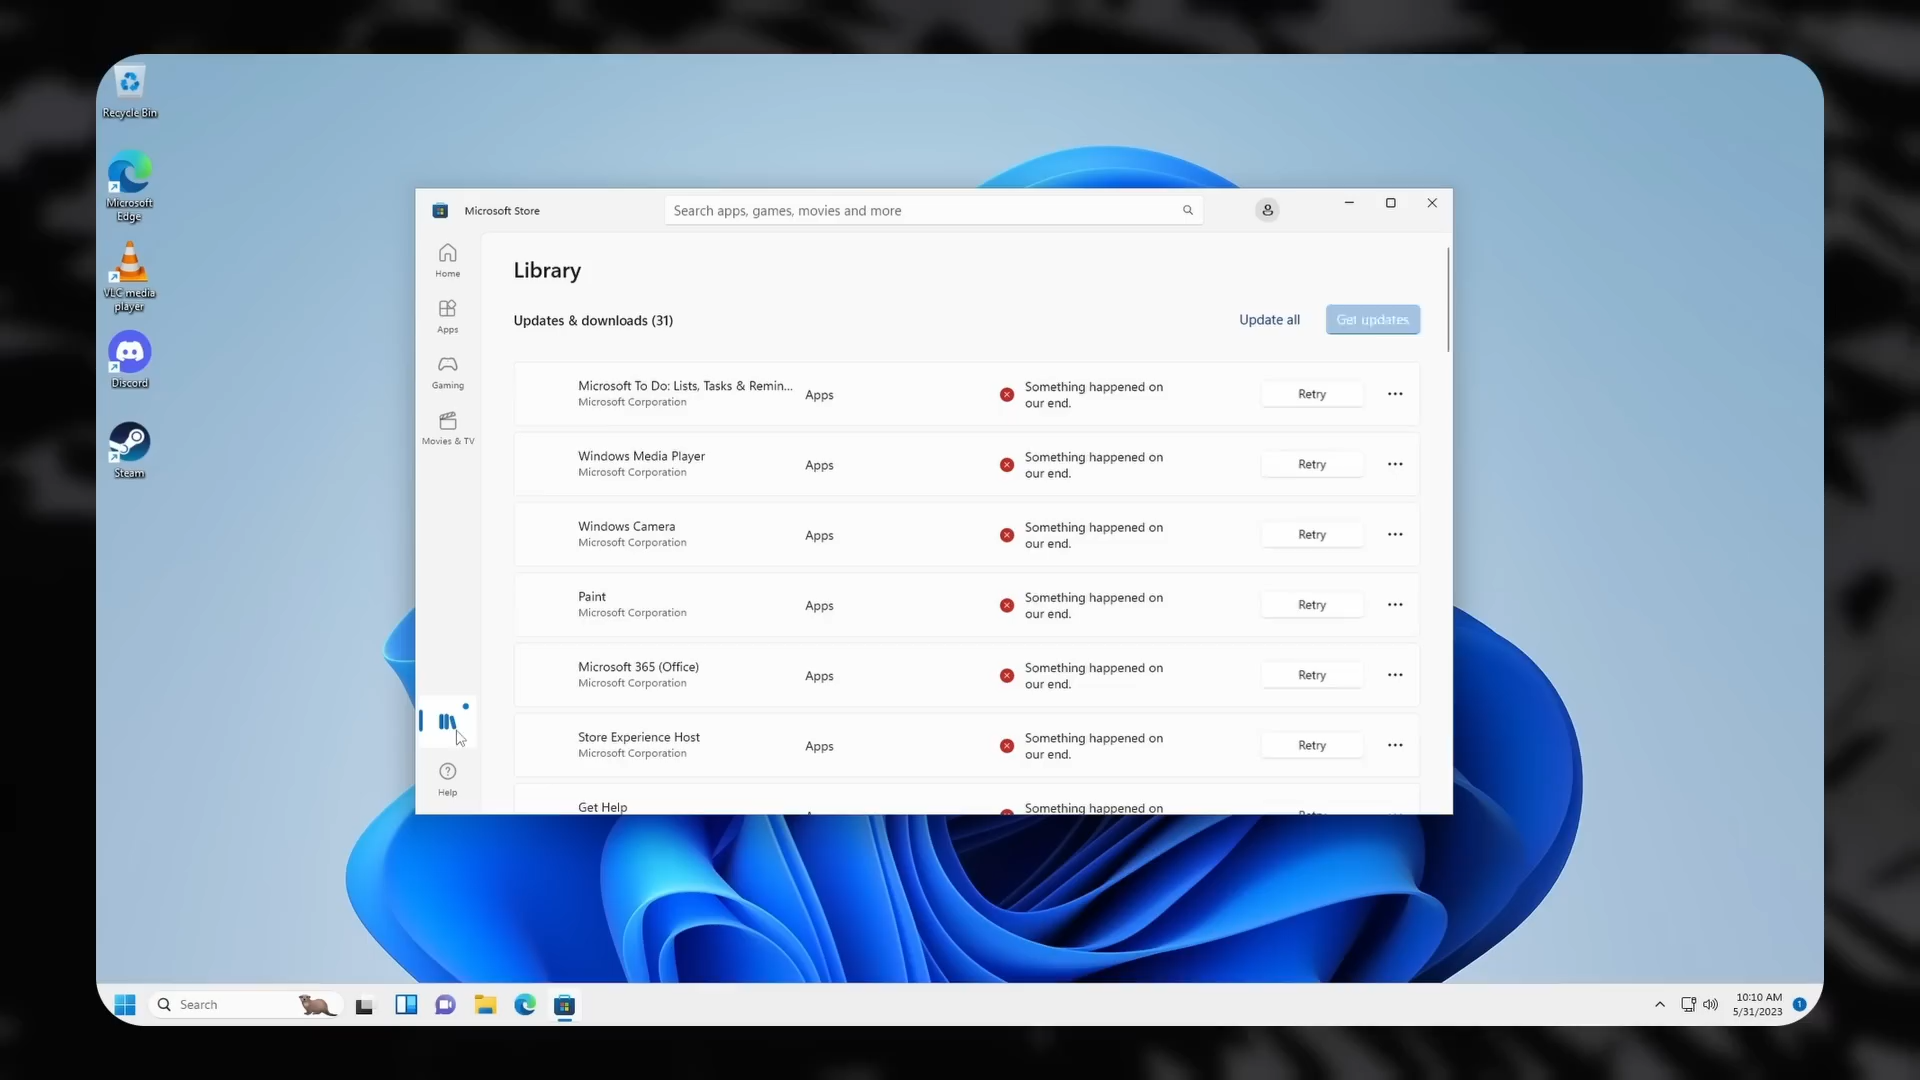 Recycle Bin
Microsoft
Edge
VLC media
player
Discord
Steam
Microsoft Store
Search apps, games, movies and more
Home
Apps
Gaming
Movies & TV
Help
Library
Updates & downloads (31)
Update all
Get updates
Microsoft To Do: Lists, Tasks & Remin...
Microsoft Corporation
Apps
Something happened on
our end.
Retry
Windows Media Player
Microsoft Corporation
Apps
Something happened on
our end.
Retry
Windows Camera
Microsoft Corporation
Apps
Something happened on
our end.
Retry
Paint
Microsoft Corporation
Apps
Something happened on
our end.
Retry
Microsoft 365 (Office)
Microsoft Corporation
Apps
Something happened on
our end.
Retry
Store Experience Host
Microsoft Corporation
Apps
Something happened on
our end.
Retry
Get Help
Something happened on
Search
10:10 AM
5/31/2023
1